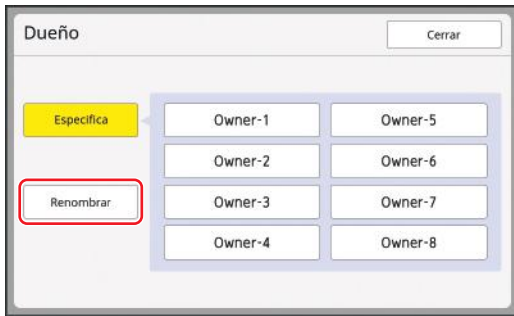 Dueño
Cerrar
Especifica
Owner-1
Owner-5
Owner-2
Owner-6
Renombrar
Owner-3
Owner-7
Owner-4
Owner-8